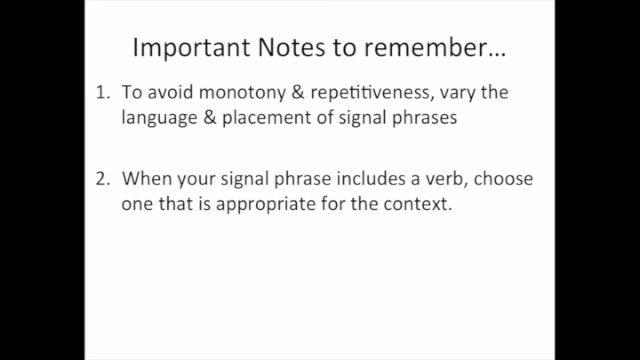 Important Notes to remember…
1. To avoid monotony & repetitiveness, vary the
language & placement of signal phrases
2. When your signal phrase includes a verb, choose
one that is appropriate for the context.